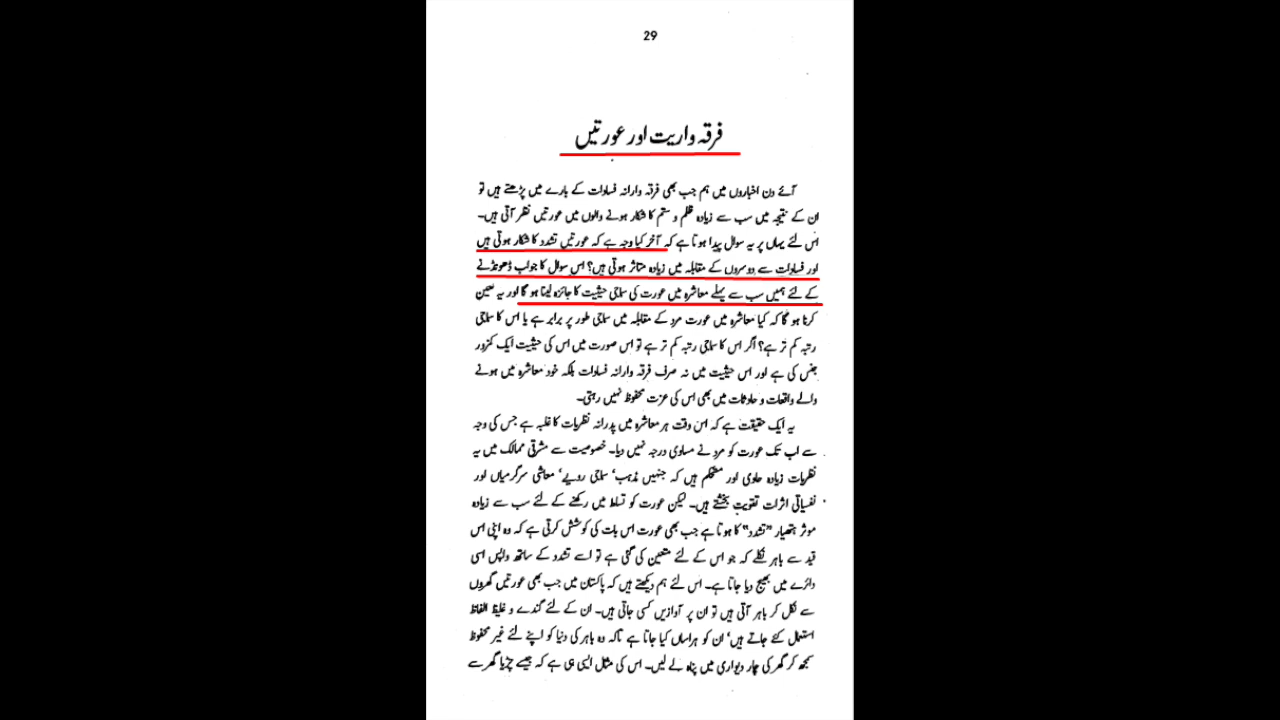 29
فرقہ واریت اور عورتیں
آئے دن اخباروں میں ہم جب بھی فرقہ وارانہ فسادات کے بارے میں پڑھتے ہیں تو
ان کے نتیجہ میں سب سے زیادہ ظلم و ستم کا شکار ہونے والوں میں عورتیں نظر آتی ہیں۔
اس لئے یہاں پر یہ سوال پیدا ہوتا ہے کہ آخر کیا وجہ ہے کہ عورتیں تشدد کا شکار ہوتی ہیں
اور فسادات سے دوسروں کے مقابلہ میں زیادہ متاثر ہوتی ہیں؟ اس سوال کا جواب ڈھونڈنے
کے لئے ہمیں سب سے پہلے معاشرہ میں عورت کی سماجی حیثیت کا جائزہ لینا ہو گا اور یہ تعین
کرنا ہو گا کہ کیا معاشرہ میں عورت مرد کے مقابلہ میں سماجی طور پر برابر ہے یا اس کا سماجی
رتبہ کم تر ہے؟ اگر اس کا سماجی رتبہ کم تر ہے تو اس صورت میں اس کی حیثیت ایک کمزور
جنس کی ہے اور اس حیثیت میں نہ صرف فرقہ وارانہ فسادات بلکہ خود معاشرہ میں ہونے
والے واقعات و حادثات میں بھی اس کی عزت محفوظ نہیں رہتی۔
یہ ایک حقیقت ہے کہ اس وقت ہر معاشرہ میں پدرانہ نظریات کا غلبہ ہے جس کی وجہ
سے اب تک عورت کو مرد نے مساوی درجہ نہیں دیا۔ خصوصیت سے مشرقی ممالک میں یہ
نظریات زیادہ حاوی اور مستحکم ہیں کہ جنہیں مذہب‘ سماجی رویے‘ معاشی سرگرمیاں اور
نفسیاتی اثرات تقویت بخشتے ہیں۔ لیکن عورت کو تسلط میں رکھنے کے لئے سب سے زیادہ
موثر ہتھیار "تشدد" کا ہوتا ہے جب بھی عورت اس بات کی کوشش کرتی ہے کہ وہ اپنی اس
قید سے باہر نکلے کہ جو اس کے لئے متعین کی گئی ہے تو اسے تشدد کے ساتھ واپس اسی
دائرے میں بھیج دیا جاتا ہے۔ اس لئے ہم دیکھتے ہیں کہ پاکستان میں جب بھی عورتیں گھروں
سے نکل کر باہر آتی ہیں تو ان پر آوازیں کسی جاتی ہیں۔ ان کے لئے گندے و غلیظ الفاظ
استعمال کئے جاتے ہیں‘ ان کو ہراساں کیا جاتا ہے تاکہ وہ باہر کی دنیا کو اپنے لئے غیر محفوظ
سمجھ کر گھر کی چار دیواری میں پناہ لے لیں۔ اس کی مثال ایسی ہی ہے کہ جیسے چڑیا گھر سے